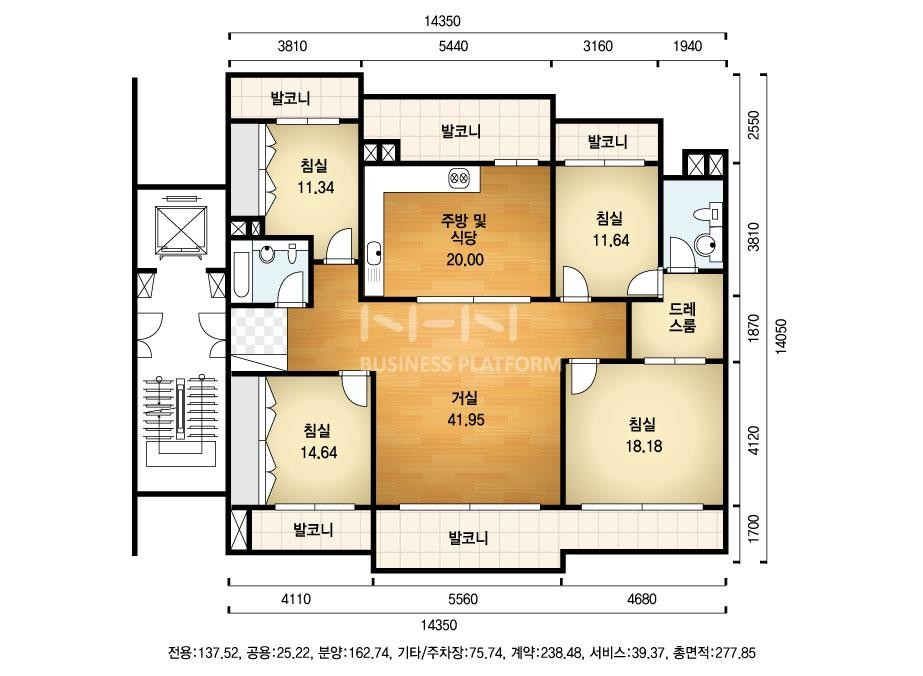 14350
3810 5440 3160 1940
발코니
발코니
발코니
2550
침실
11.34
주방 및
식당
20.00
침실
11.64
3810
드레
스룸
1870
14050
NHN
BUSINESS PLATFORM
거실
41.95
침실
14.64
침실
18.18
4120
발코니
발코니
1700
4110 5560 4680
14350
전용:137.52, 공용:25.22, 분양:162.74, 기타/주차장:75.74, 계약:238.48, 서비스:39.37, 총면적:277.85